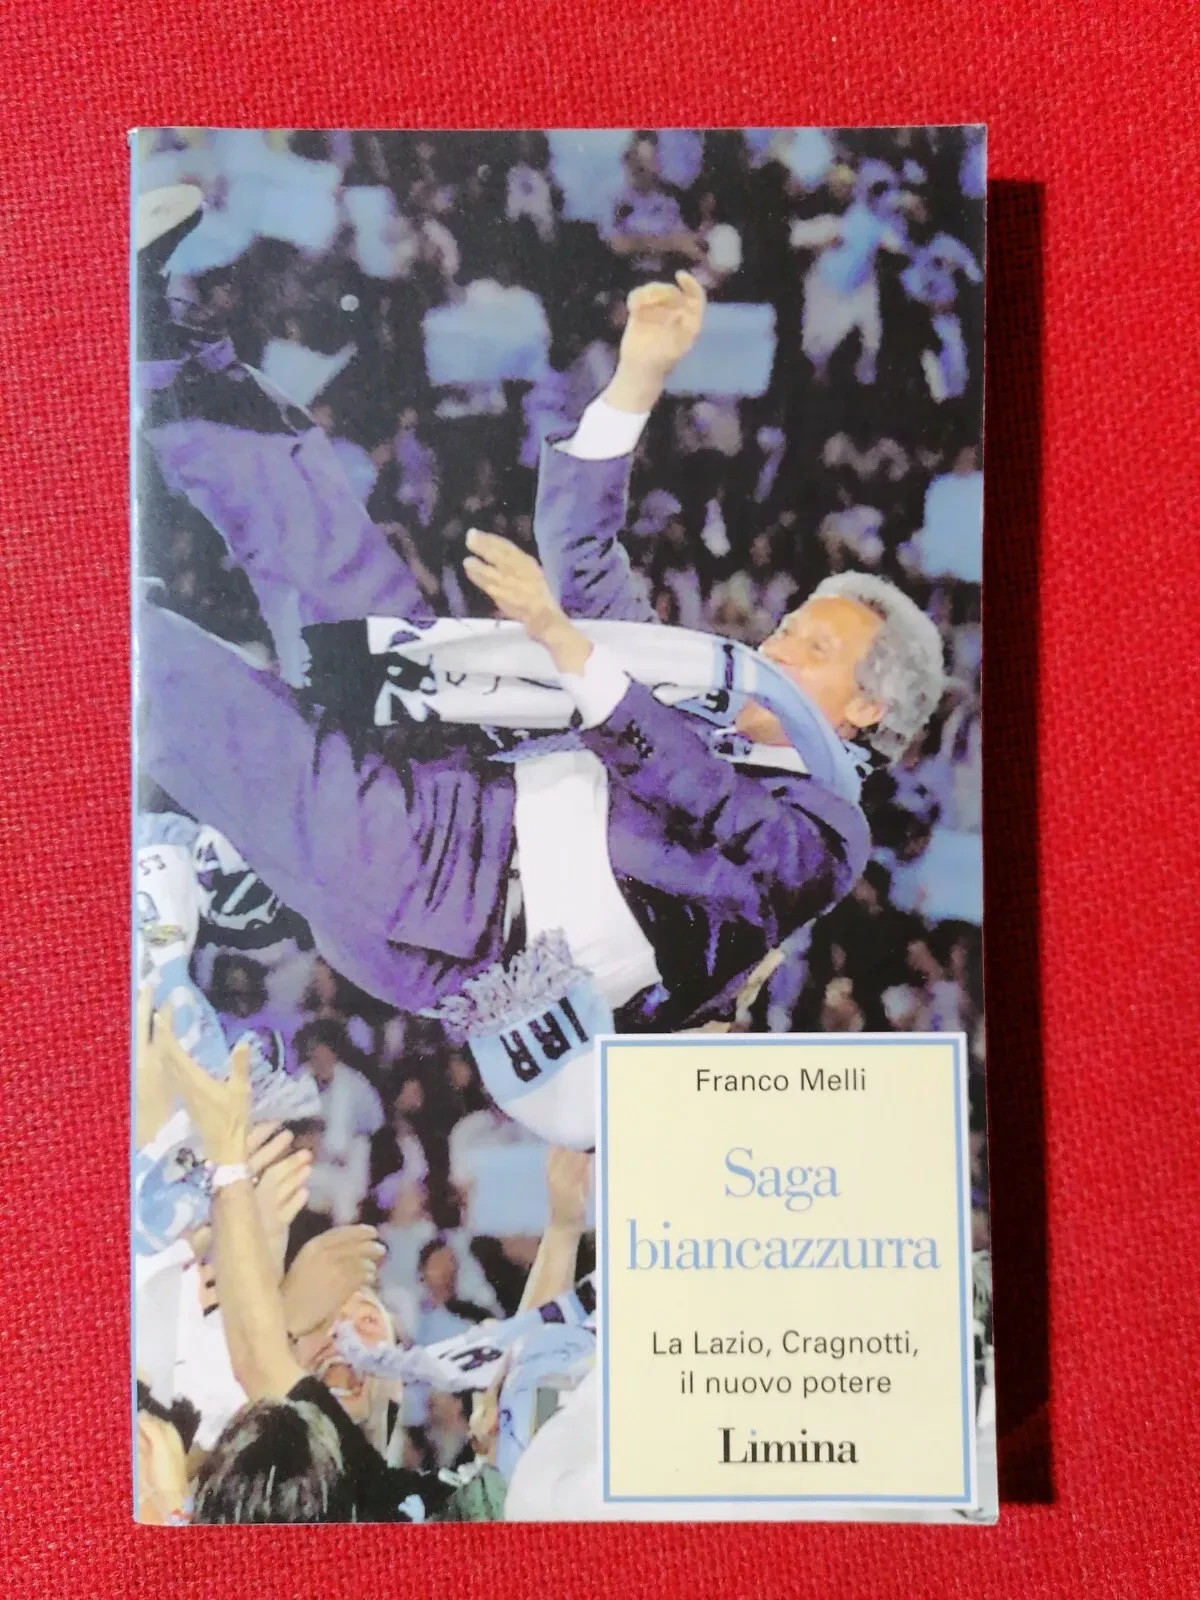 Franco Melli
Saga
biancazzurra
La Lazio, Cragnotti,
il nuovo potere
Limina